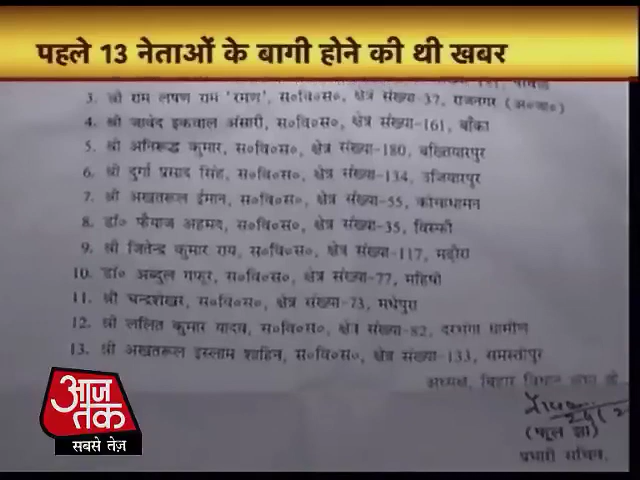 पहले 13 नेताओं के बागी होने की थी खबर
3. श्री राम लषण राम 'रमण', स०वि०स०, क्षेत्र संख्या-37, राजनगर (अ०जा०)
4. श्री जावेद इकबाल अंसारी, स०वि०स०, क्षेत्र संख्या-161, बाँका
5. श्री अनिरूद्ध कुमार, स०वि०स०, क्षेत्र संख्या-180, बख्तियारपुर
6. श्री दुर्गा प्रसाद सिंह, स०वि०स०, क्षेत्र संख्या-134, उजियारपुर
7. श्री अखतरूल ईमान, स०वि०स०, क्षेत्र संख्या-55, कोचाधामन
8. डॉ० फैयाज अहमद, स०वि०स०, क्षेत्र संख्या-35, बिस्फी
9. श्री जितेन्द्र कुमार राय, स०वि०स०, क्षेत्र संख्या-117, मढ़ौरा
10. डॉ० अब्दुल गफूर, स०वि०स०, क्षेत्र संख्या-77, महिषी
11. श्री चन्द्रशेखर, स०वि०स०, क्षेत्र संख्या-73, मधेपुरा
12. श्री ललित कुमार यादव, स०वि०स०, क्षेत्र संख्या-82, दरभंगा ग्रामीण
13. श्री अखतरूल इस्लाम शाहिन, स०वि०स०, क्षेत्र संख्या-133, समस्तीपुर
अध्यक्ष, बिहार विधान सभा
(फूल झा)
प्रभारी सचिव
आज तक
सबसे तेज़